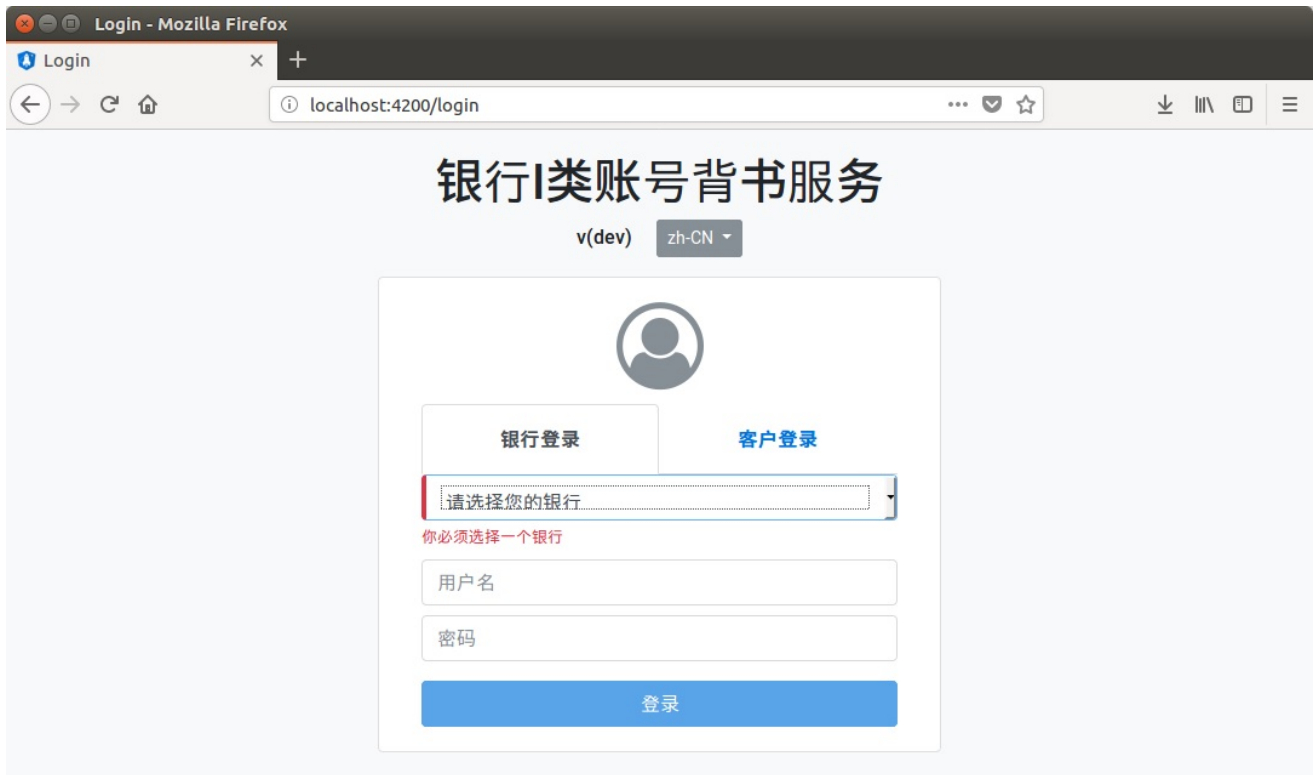 Login - Mozilla Firefox
Login
localhost:4200/login
银行I类账号背书服务
v(dev) zh-CN
银行登录 客户登录
请选择您的银行
你必须选择一个银行
用户名
密码
登录